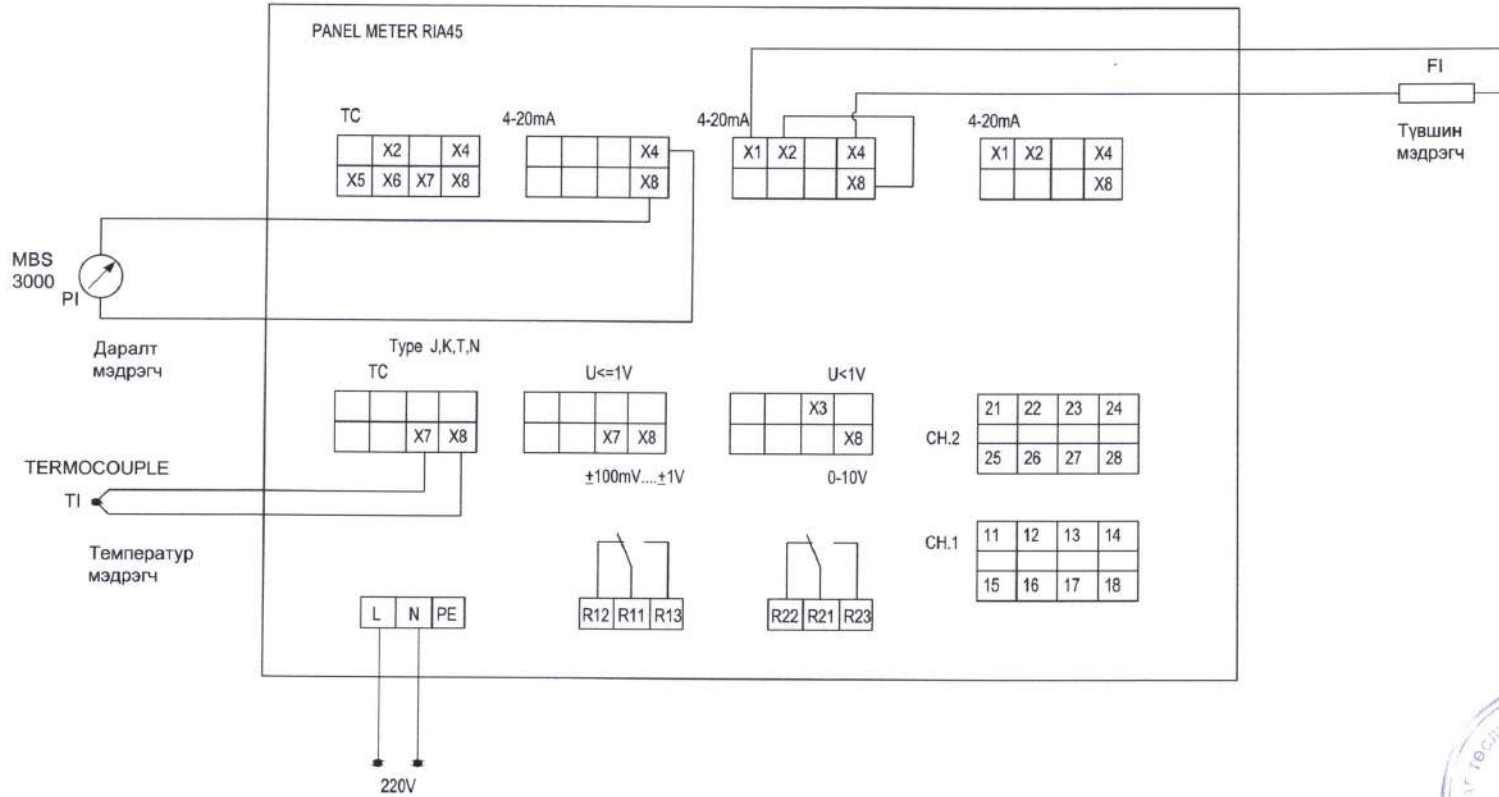 PANEL METER RIA45
FI
Түвшин
мэдрэгч
TC
X2 X4
X5 X6 X7 X8
4-20mA
X4
X8
4-20mA
X1 X2 X4
X8
4-20mA
X1 X2 X4
X8
MBS
3000
PI
Даралт
мэдрэгч
Type J,K,T,N
TC
X7 X8
U<=1V
X7 X8
±100mV....±1V
U<1V
X3
X8
0-10V
CH.2
21 22 23 24
25 26 27 28
TERMOCOUPLE
TI
Температур
мэдрэгч
CH.1
11 12 13 14
15 16 17 18
L N PE
R12 R11 R13
R22 R21 R23
220V